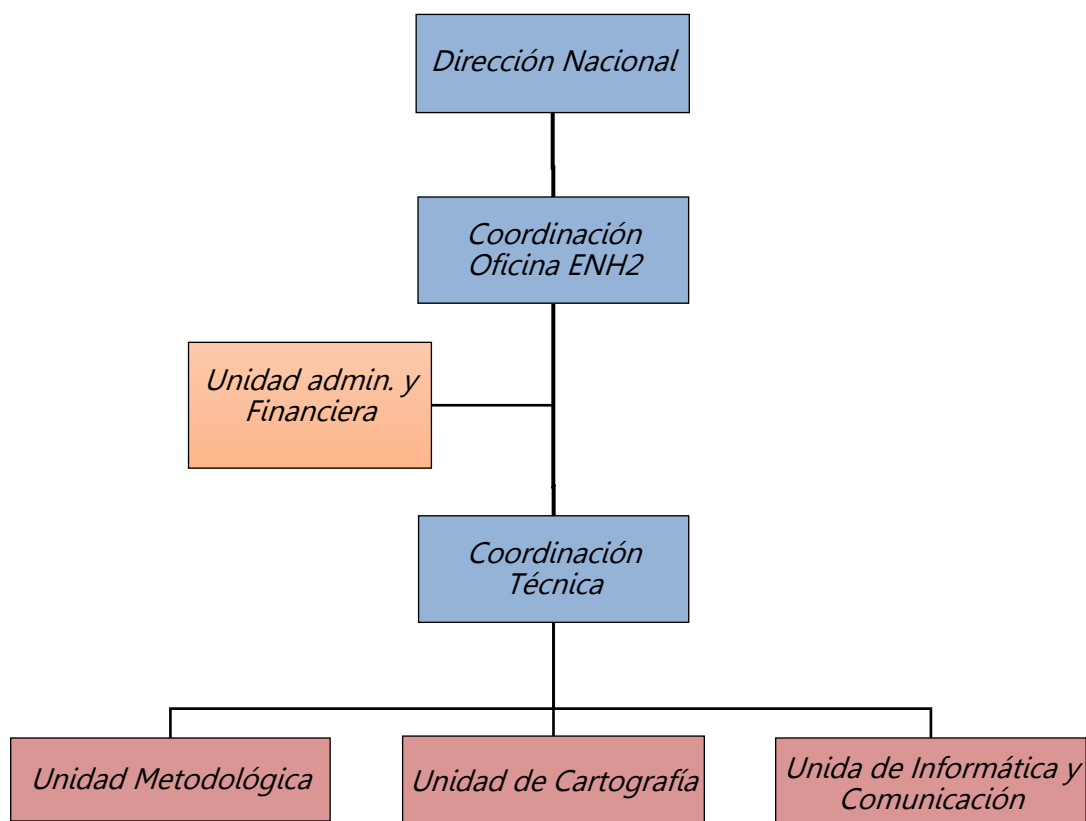 Dirección Nacional
Coordinación
Oficina ENH2
Unidad admin. y
Financiera
Coordinación
Técnica
Unidad Metodológica
Unidad de Cartografía
Unida de Informática y
Comunicación